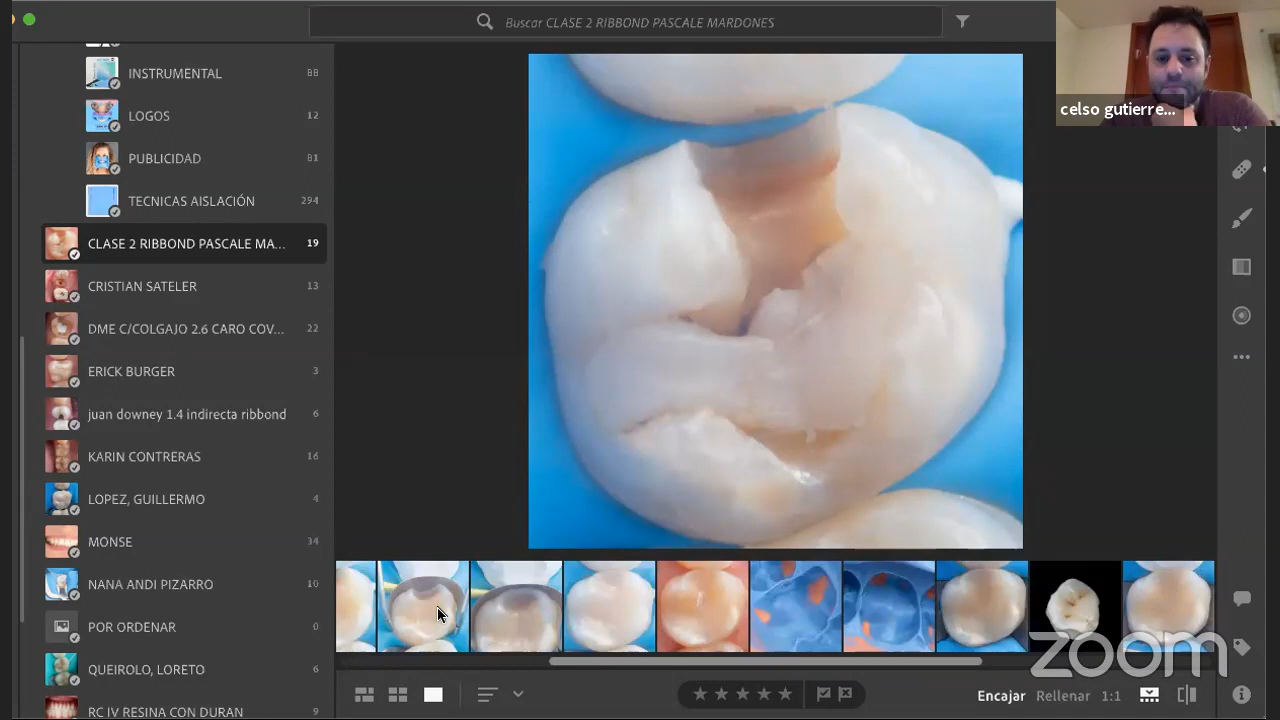 Buscar CLASE 2 RIBBOND PASCALE MARDONES
celso gutierre...
INSTRUMENTAL 88
LOGOS 12
PUBLICIDAD 81
TECNICAS AISLACIÓN 294
CLASE 2 RIBBOND PASCALE MA... 19
CRISTIAN SATELER 13
DME C/COLGAJO 2.6 CARO COV... 22
ERICK BURGER 3
juan downey 1.4 indirecta ribbond 6
KARIN CONTRERAS 16
LOPEZ, GUILLERMO 4
MONSE 34
NANA ANDI PIZARRO 10
POR ORDENAR 0
QUEIROLO, LORETO 6
RC IV RESINA CON DURAN 9
zoom
Encajar Rellenar 1:1